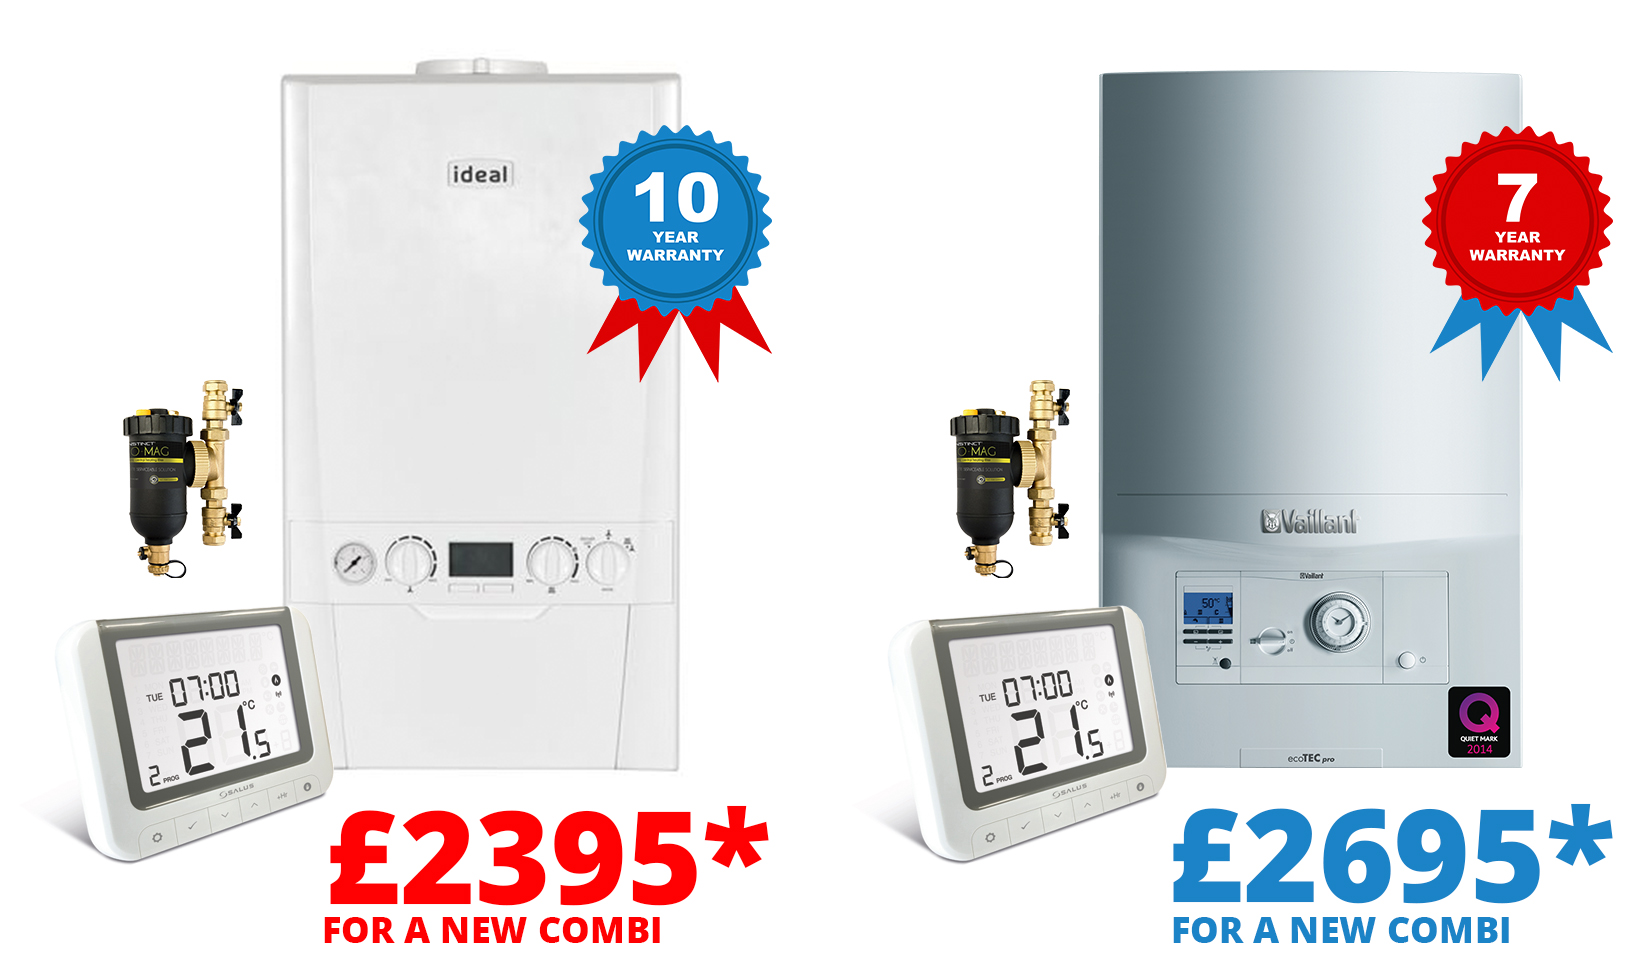 ideal
10
YEAR
WARRANTY
MAG
TUE 07:00
21.5 °C
2 PROG
SALUS
£2395*
FOR A NEW COMBI
7
YEAR
WARRANTY
MAG
Vaillant
Vaillant
50°C
TUE 07:00
21.5 °C
2 PROG
SALUS
Q
QUIET MARK
2014
ecoTEC pro
£2695*
FOR A NEW COMBI